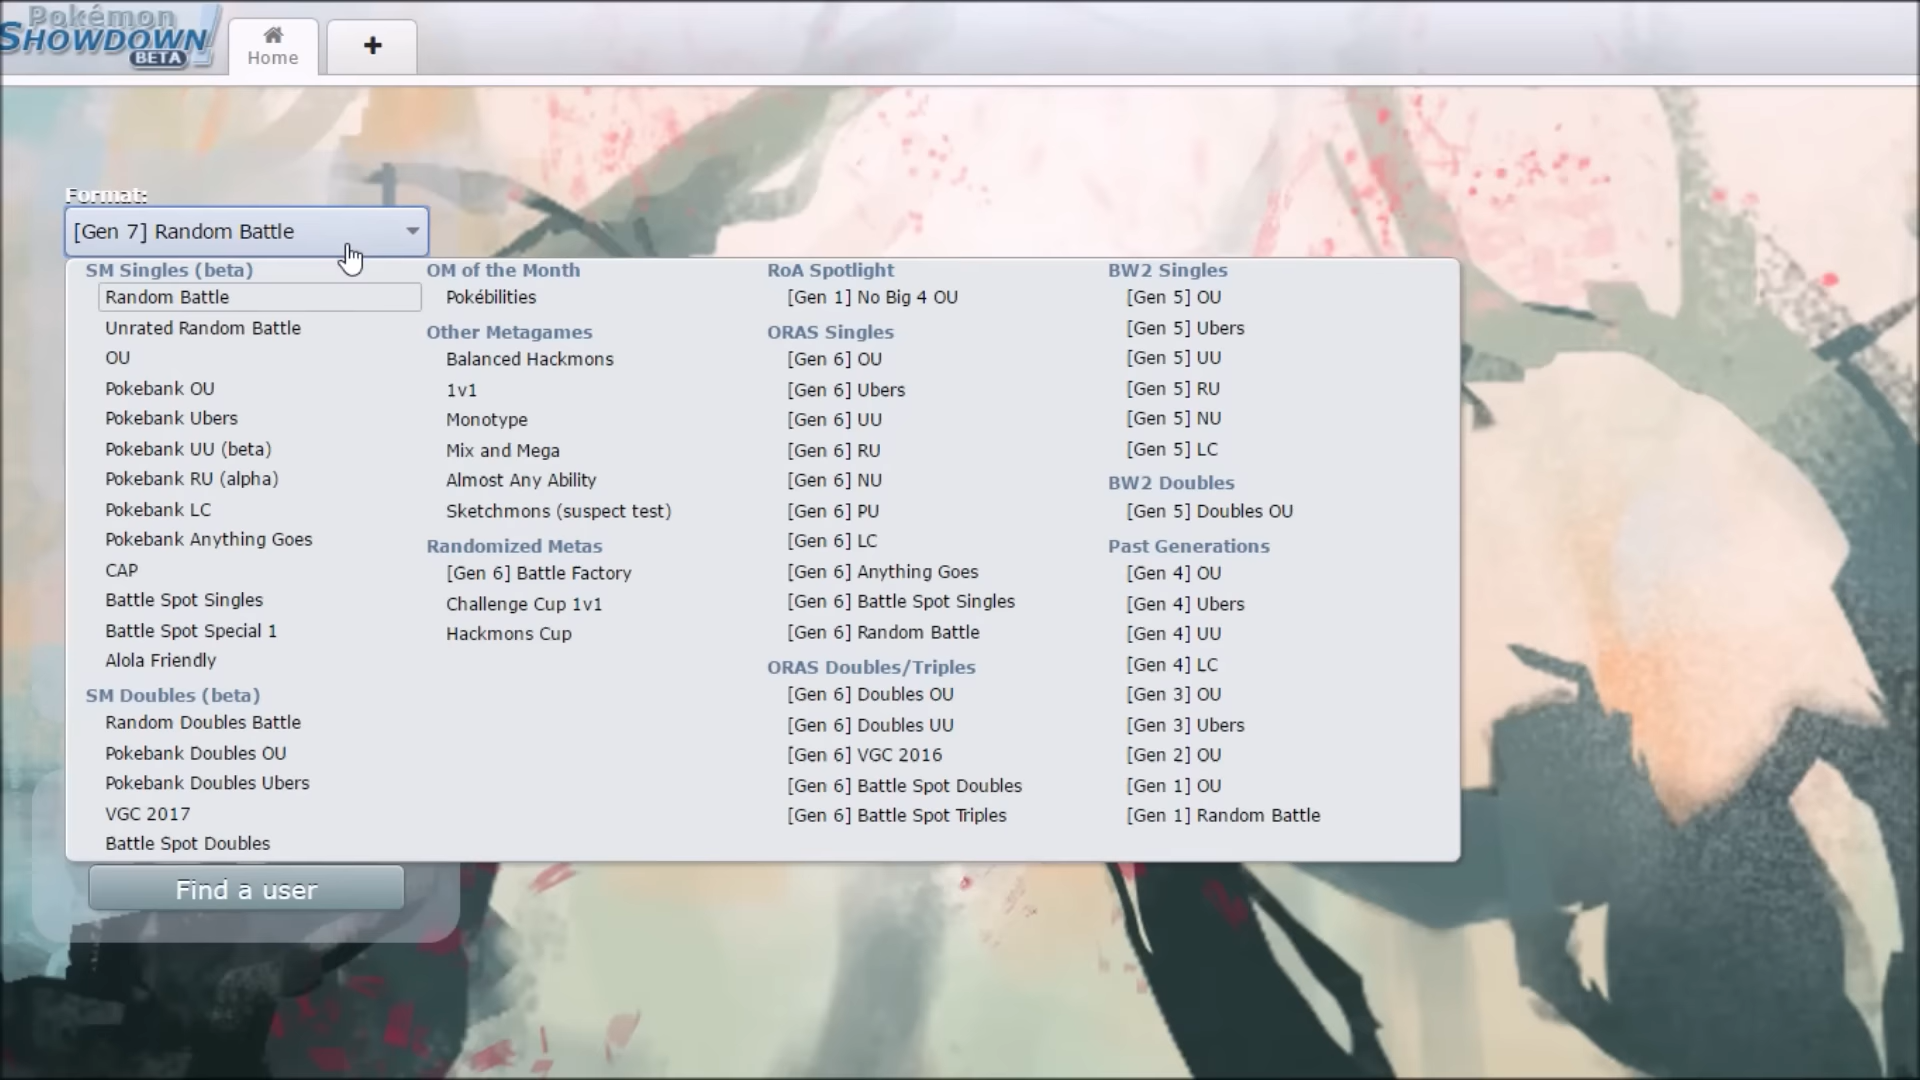 Pokémon
SHOWDOWN!
BETA
Home
Format:
[Gen 7] Random Battle
SM Singles (beta)
Random Battle
Unrated Random Battle
OU
Pokebank OU
Pokebank Ubers
Pokebank UU (beta)
Pokebank RU (alpha)
Pokebank LC
Pokebank Anything Goes
CAP
Battle Spot Singles
Battle Spot Special 1
Alola Friendly
SM Doubles (beta)
Random Doubles Battle
Pokebank Doubles OU
Pokebank Doubles Ubers
VGC 2017
Battle Spot Doubles
OM of the Month
Pokébilities
Other Metagames
Balanced Hackmons
1v1
Monotype
Mix and Mega
Almost Any Ability
Sketchmons (suspect test)
Randomized Metas
[Gen 6] Battle Factory
Challenge Cup 1v1
Hackmons Cup
RoA Spotlight
[Gen 1] No Big 4 OU
ORAS Singles
[Gen 6] OU
[Gen 6] Ubers
[Gen 6] UU
[Gen 6] RU
[Gen 6] NU
[Gen 6] PU
[Gen 6] LC
[Gen 6] Anything Goes
[Gen 6] Battle Spot Singles
[Gen 6] Random Battle
ORAS Doubles/Triples
[Gen 6] Doubles OU
[Gen 6] Doubles UU
[Gen 6] VGC 2016
[Gen 6] Battle Spot Doubles
[Gen 6] Battle Spot Triples
BW2 Singles
[Gen 5] OU
[Gen 5] Ubers
[Gen 5] UU
[Gen 5] RU
[Gen 5] NU
[Gen 5] LC
BW2 Doubles
[Gen 5] Doubles OU
Past Generations
[Gen 4] OU
[Gen 4] Ubers
[Gen 4] UU
[Gen 4] LC
[Gen 3] OU
[Gen 3] Ubers
[Gen 2] OU
[Gen 1] OU
[Gen 1] Random Battle
Find a user